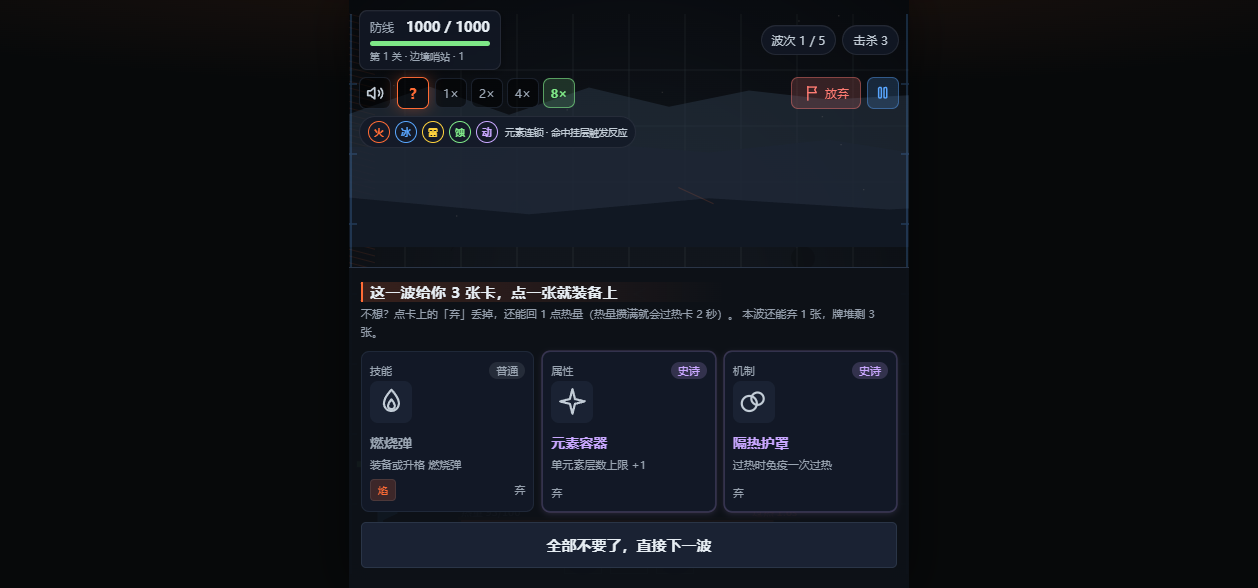 防线 1000 / 1000
第 1 关 · 边境哨站 · 1
波次 1 / 5
击杀 3
? 1× 2× 4× 8×
放弃
火 冰 雷 蚀 动 元素连锁 · 命中挂层触发反应
这一波给你 3 张卡，点一张就装备上
不想？点卡上的「弃」丢掉，还能回 1 点热量（热量攒满就会过热卡 2 秒）。 本波还能弃 1 张，牌堆剩 3
张。
技能 普通
燃烧弹
装备或升格 燃烧弹
焰 弃
属性 史诗
元素容器
单元素层数上限 +1
弃
机制 史诗
隔热护罩
过热时免疫一次过热
弃
全部不要了，直接下一波